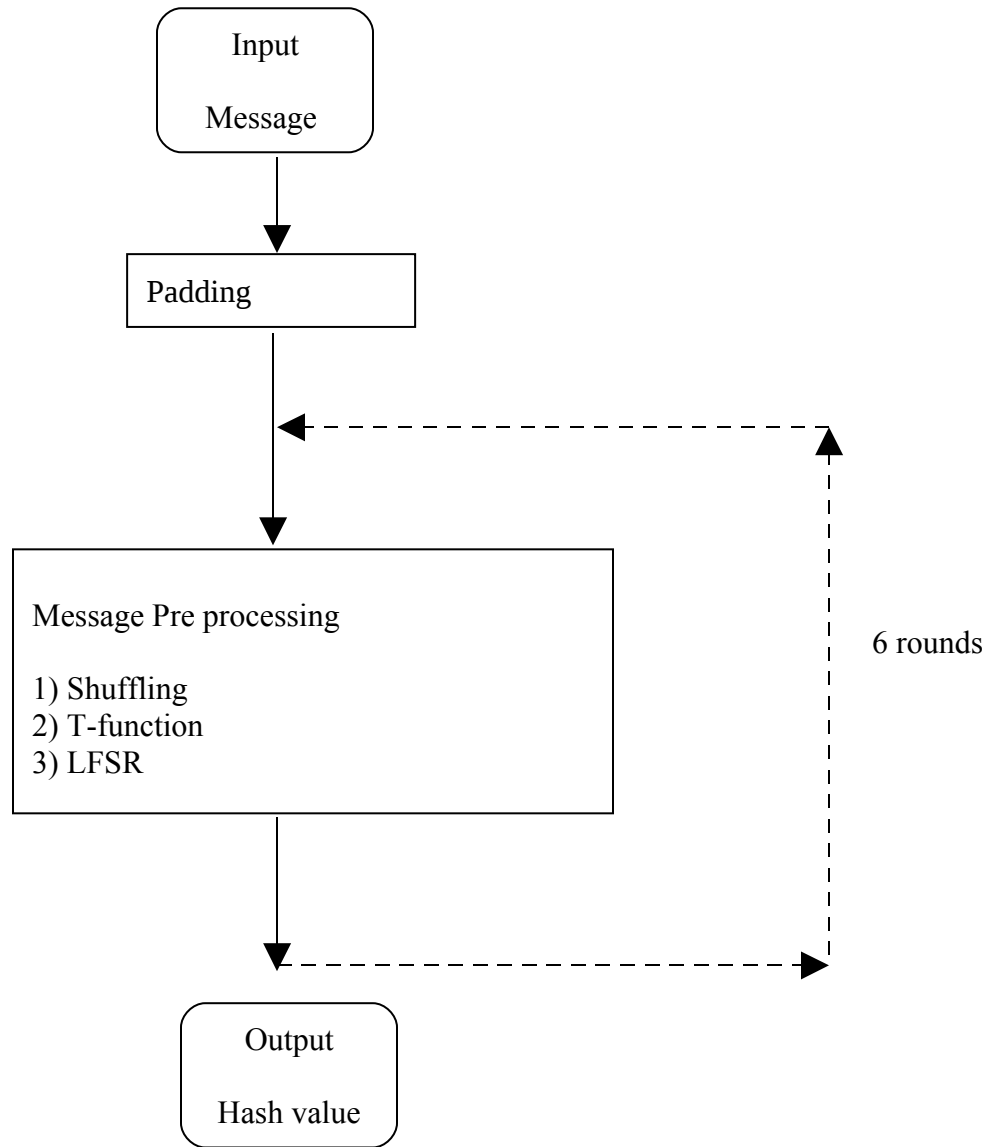 Input
Message
Padding
Message Pre processing
6 rounds
1) Shuffling
2) T-function
3) LFSR
Output
Hash value